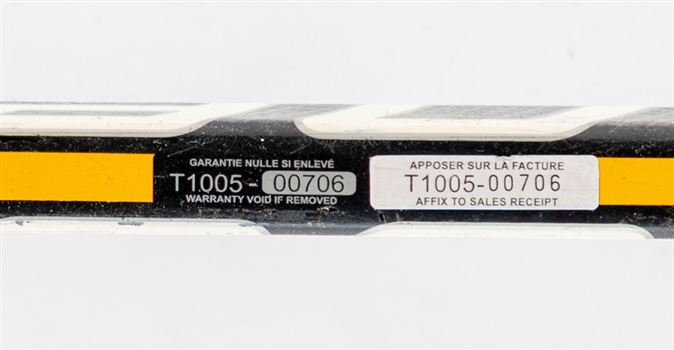 GARANTIE NULLE SI ENLEVÉ
T1005-00706
WARRANTY VOID IF REMOVED
APPOSER SUR LA FACTURE
T1005-00706
AFFIX TO SALES RECEIPT